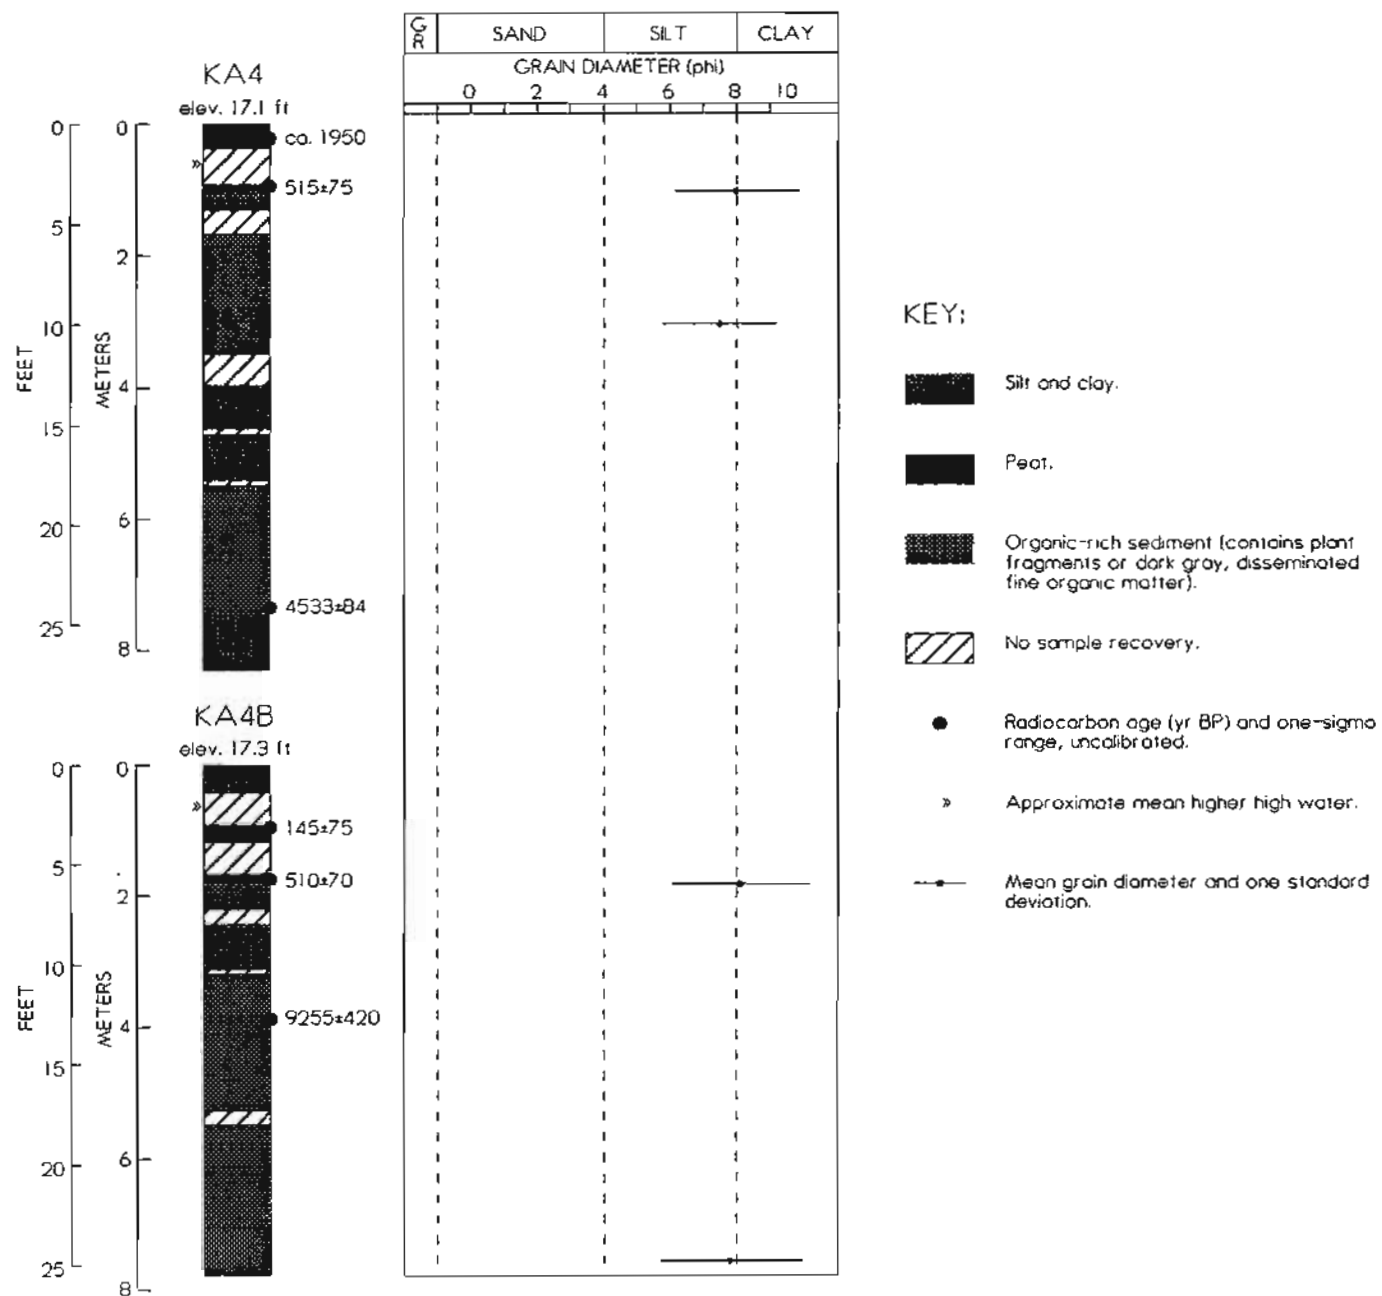 GR SAND SILT CLAY
GRAIN DIAMETER (phi)
0 2 4 6 8 10
KA4
elev. 17.1 ft
FEET
0
5
10
15
20
25
METERS
0
2
4
6
8
ca. 1950
515±75
4533±84
KA4B
elev. 17.3 ft
FEET
0
5
10
15
20
25
METERS
0
2
4
6
8
145±75
510±70
9255±420
KEY:
Silt and clay.
Peat.
Organic-rich sediment (contains plant
fragments or dark gray, disseminated
fine organic matter).
No sample recovery.
Radiocarbon age (yr BP) and one-sigma
range, uncalibrated.
Approximate mean higher high water.
Mean grain diameter and one standard
deviation.